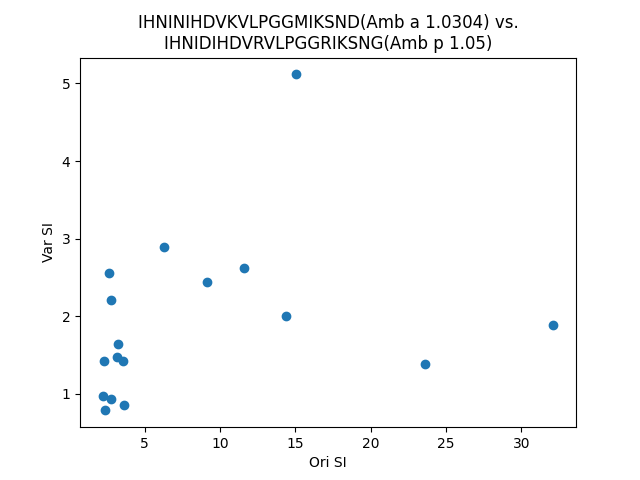 IHNINIHDVKVLPGGMIKSND(Amb a 1.0304) vs.
IHNIDIHDVRVLPGGRIKSNG(Amb p 1.05)
5
4
3
2
1
Var SI
5 10 15 20 25 30
Ori SI